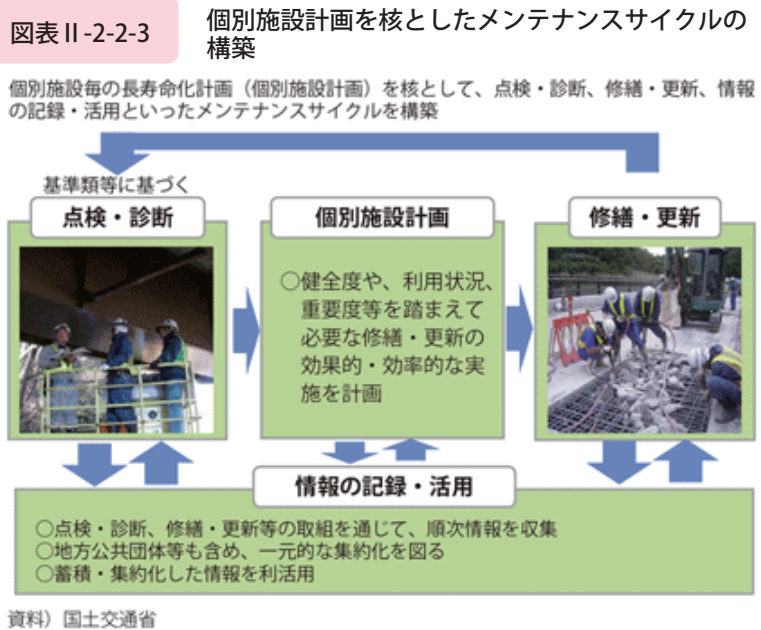 図表Ⅱ-2-2-3
個別施設計画を核としたメンテナンスサイクルの
構築
個別施設毎の長寿命化計画（個別施設計画）を核として、点検・診断、修繕・更新、情報
の記録・活用といったメンテナンスサイクルを構築
基準類等に基づく
点検・診断
個別施設計画
○健全度や、利用状況、
重要度等を踏まえて
必要な修繕・更新の
効果的・効率的な実
施を計画
修繕・更新
情報の記録・活用
○点検・診断、修繕・更新等の取組を通じて、順次情報を収集
○地方公共団体等も含め、一元的な集約化を図る
○蓄積・集約化した情報を利活用
資料）国土交通省